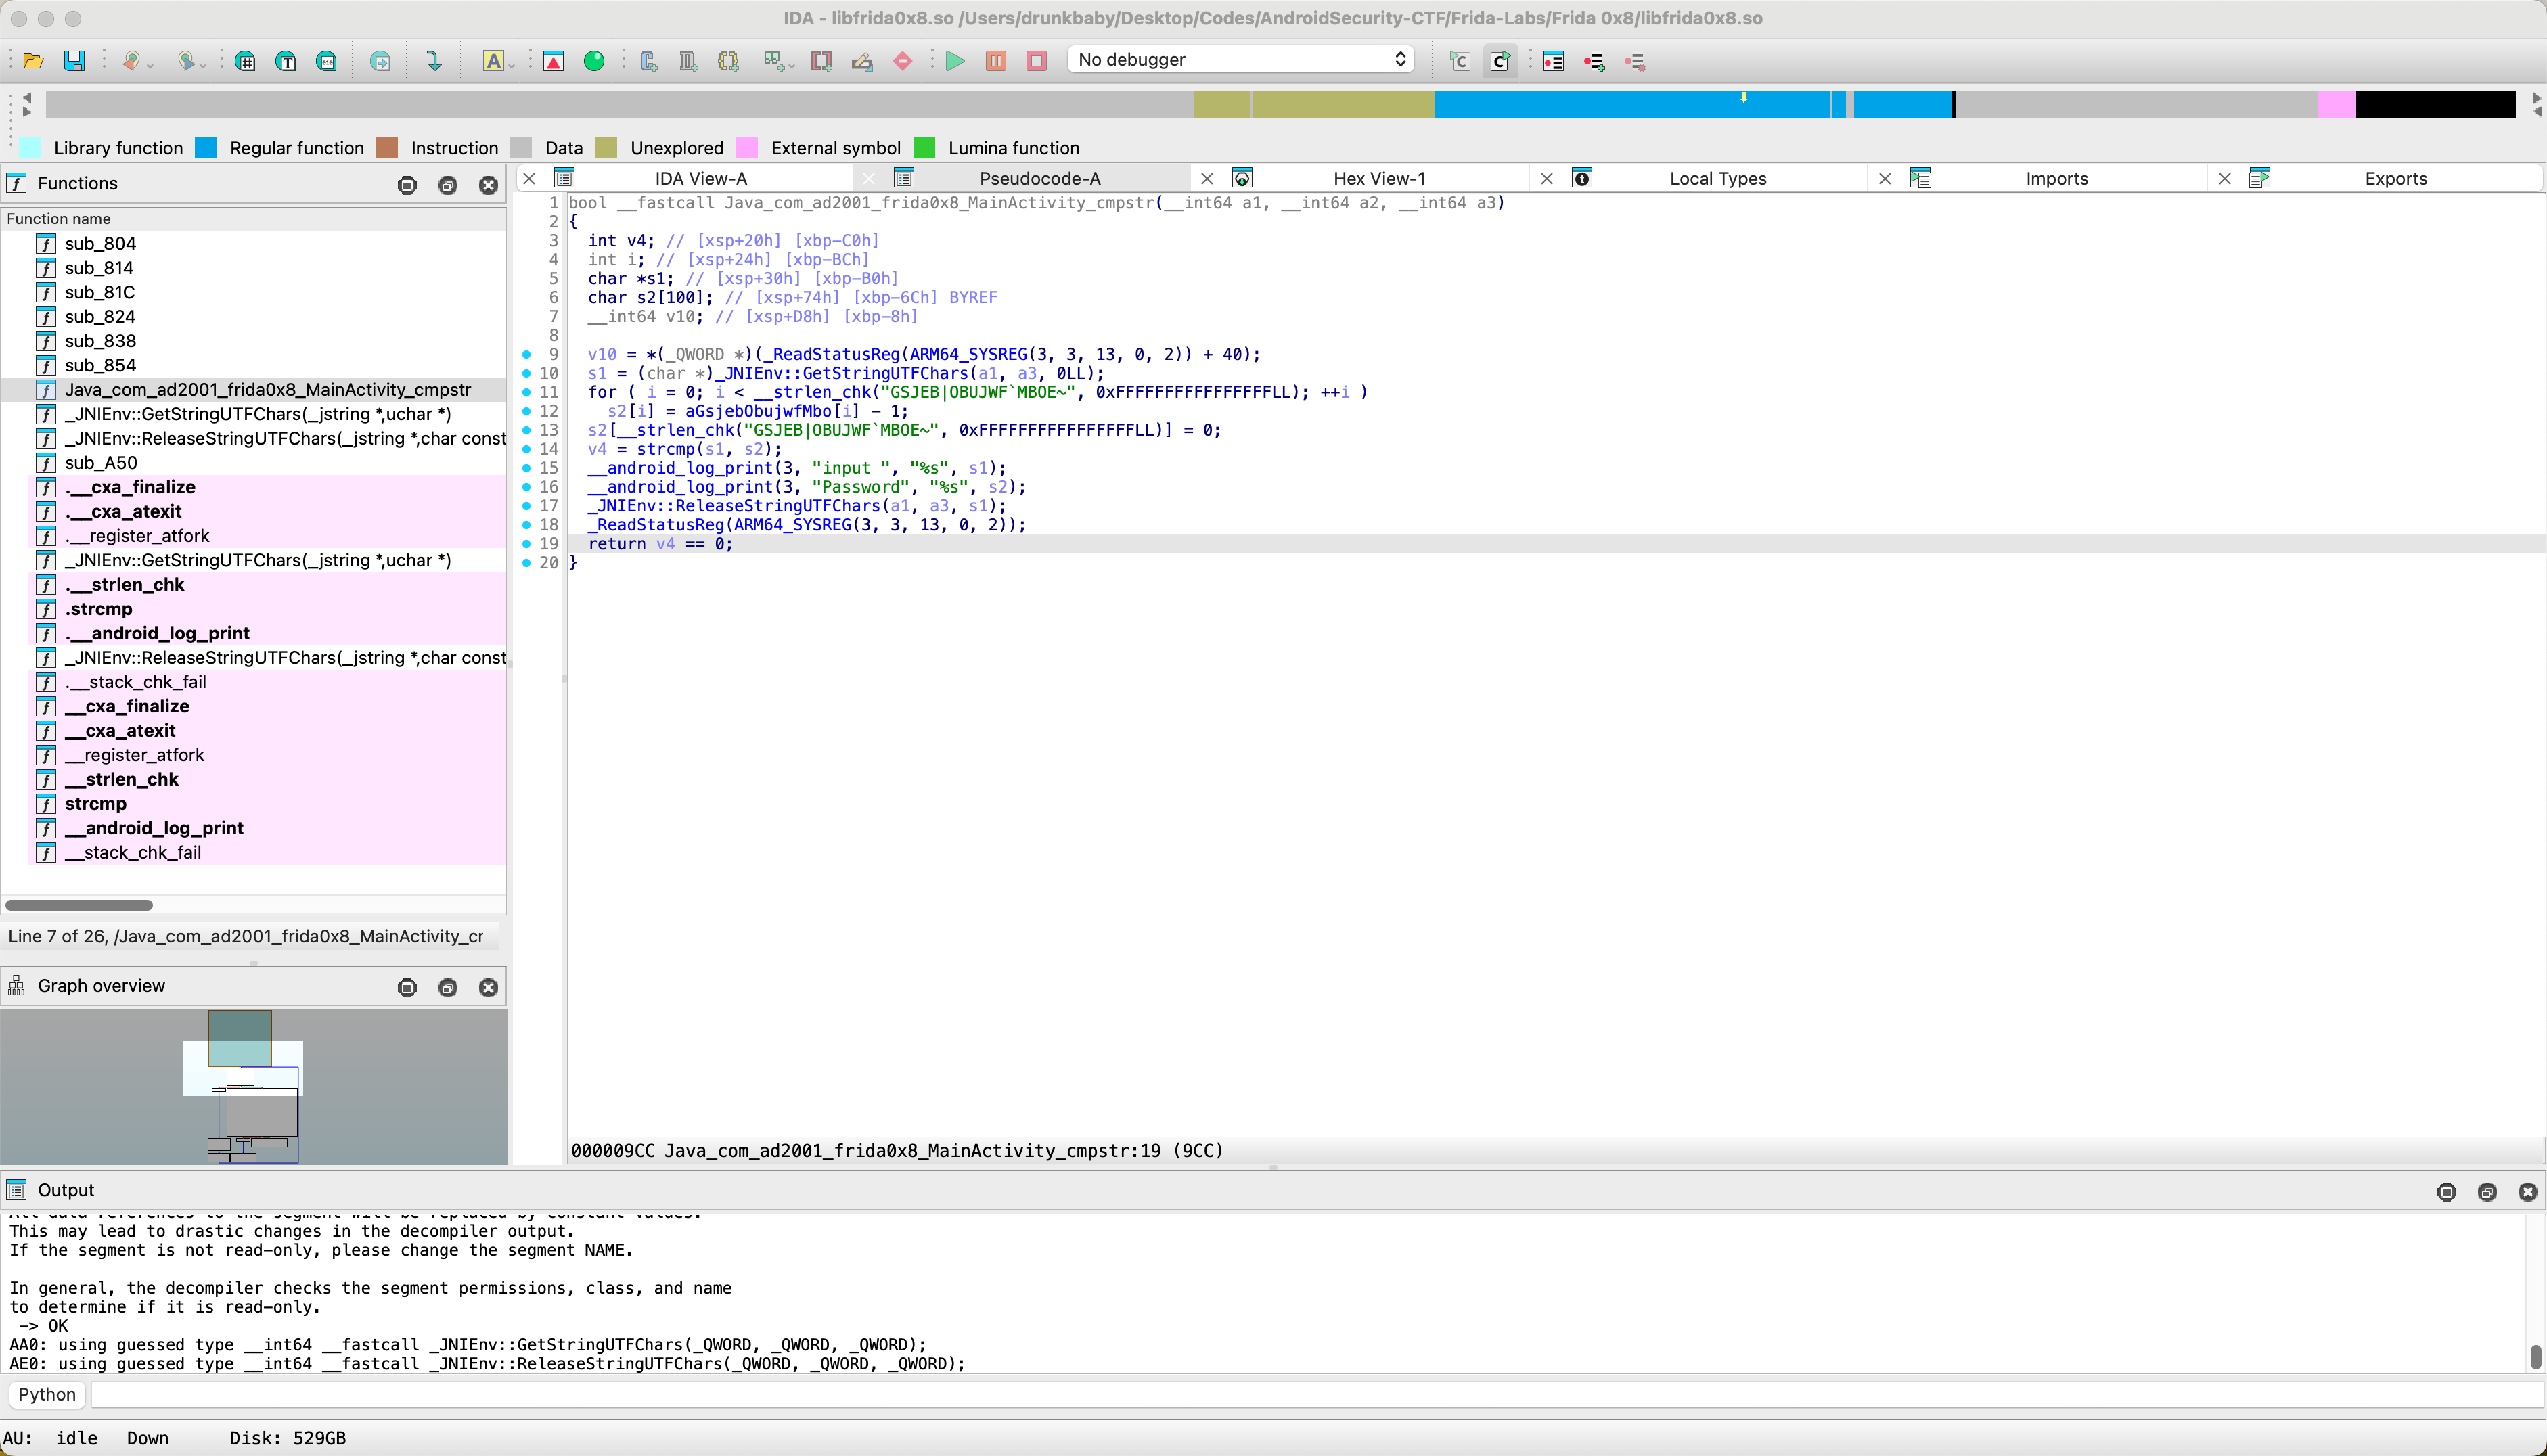 IDA - libfrida0x8.so /Users/drunkbaby/Desktop/Codes/AndroidSecurity-CTF/Frida-Labs/Frida 0x8/libfrida0x8.so
No debugger
Library function Regular function Instruction Data Unexplored External symbol Lumina function
Functions
Function name
sub_804
sub_814
sub_81C
sub_824
sub_838
sub_854
Java_com_ad2001_frida0x8_MainActivity_cmpstr
_JNIEnv::GetStringUTFChars(_jstring *,uchar *)
_JNIEnv::ReleaseStringUTFChars(_jstring *,char const
sub_A50
.__cxa_finalize
.__cxa_atexit
.__register_atfork
_JNIEnv::GetStringUTFChars(_jstring *,uchar *)
.__strlen_chk
.strcmp
.__android_log_print
_JNIEnv::ReleaseStringUTFChars(_jstring *,char const
.__stack_chk_fail
__cxa_finalize
__cxa_atexit
__register_atfork
__strlen_chk
strcmp
__android_log_print
__stack_chk_fail
Line 7 of 26, /Java_com_ad2001_frida0x8_MainActivity_cr
Graph overview
IDA View-A Pseudocode-A Hex View-1 Local Types Imports Exports
1 bool __fastcall Java_com_ad2001_frida0x8_MainActivity_cmpstr(__int64 a1, __int64 a2, __int64 a3)
2 {
3 int v4; // [xsp+20h] [xbp-C0h]
4 int i; // [xsp+24h] [xbp-BCh]
5 char *s1; // [xsp+30h] [xbp-B0h]
6 char s2[100]; // [xsp+74h] [xbp-6Ch] BYREF
7 __int64 v10; // [xsp+D8h] [xbp-8h]
8
9 v10 = *(_QWORD *)(_ReadStatusReg(ARM64_SYSREG(3, 3, 13, 0, 2)) + 40);
10 s1 = (char *)_JNIEnv::GetStringUTFChars(a1, a3, 0LL);
11 for ( i = 0; i < __strlen_chk("GSJEB|OBUJWF`MBOE~", 0xFFFFFFFFFFFFFFFFLL); ++i )
12 s2[i] = aGsjebObujwfMbo[i] - 1;
13 s2[__strlen_chk("GSJEB|OBUJWF`MBOE~", 0xFFFFFFFFFFFFFFFFLL)] = 0;
14 v4 = strcmp(s1, s2);
15 __android_log_print(3, "input ", "%s", s1);
16 __android_log_print(3, "Password", "%s", s2);
17 _JNIEnv::ReleaseStringUTFChars(a1, a3, s1);
18 _ReadStatusReg(ARM64_SYSREG(3, 3, 13, 0, 2));
19 return v4 == 0;
20 }
000009CC Java_com_ad2001_frida0x8_MainActivity_cmpstr:19 (9CC)
Output
All data references to the segment will be replaced by constant values.
This may lead to drastic changes in the decompiler output.
If the segment is not read-only, please change the segment NAME.
In general, the decompiler checks the segment permissions, class, and name
to determine if it is read-only.
-> OK
AA0: using guessed type __int64 __fastcall _JNIEnv::GetStringUTFChars(_QWORD, _QWORD, _QWORD);
AE0: using guessed type __int64 __fastcall _JNIEnv::ReleaseStringUTFChars(_QWORD, _QWORD, _QWORD);
Python
AU: idle Down Disk: 529GB